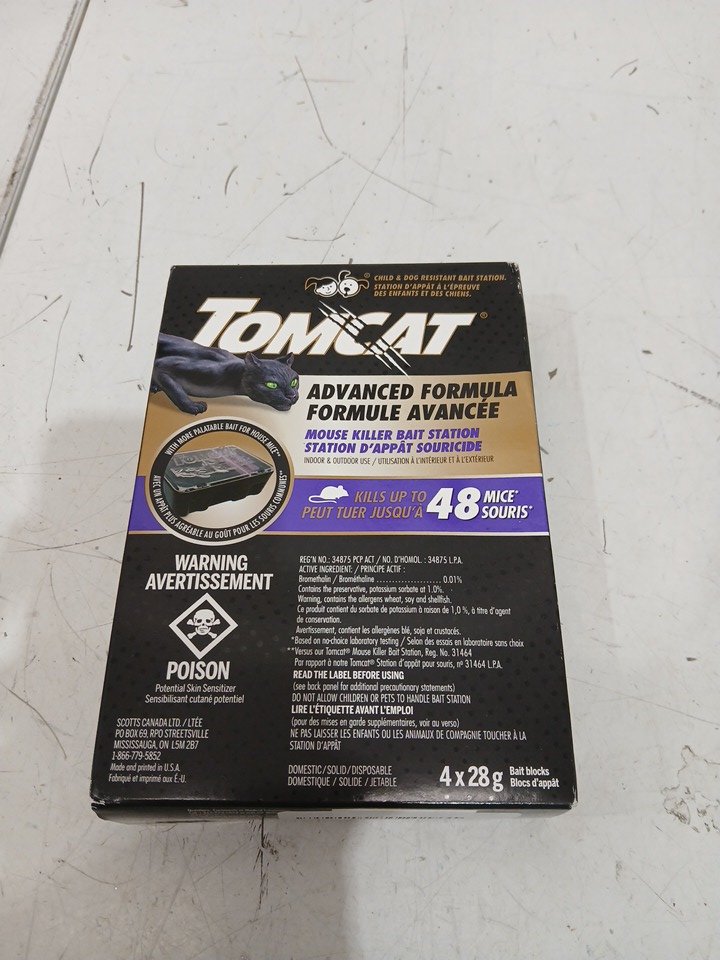 CHILD & DOG RESISTANT BAIT STATION.
STATION D'APPÂT À L'ÉPREUVE
DES ENFANTS ET DES CHIENS.
TOMCAT®
ADVANCED FORMULA
FORMULE AVANCÉE
MOUSE KILLER BAIT STATION
STATION D'APPÂT SOURICIDE
INDOOR & OUTDOOR USE / UTILISATION À L'INTÉRIEUR ET À L'EXTÉRIEUR
WITH MORE PALATABLE BAIT FOR HOUSE MICE**
AVEC UN APPÂT PLUS AGRÉABLE AU GOÛT POUR LES SOURIS COMMUNES**
KILLS UP TO
PEUT TUER JUSQU'À
48 MICE*
SOURIS*
WARNING
AVERTISSEMENT
POISON
Potential Skin Sensitizer
Sensibilisant cutané potentiel
SCOTTS CANADA LTD. / LTÉE
PO BOX 69, RPO STREETSVILLE
MISSISSAUGA, ON L5M 2B7
1-866-779-5852
Made and printed in U.S.A.
Fabriqué et imprimé aux É.-U.
REG'N NO.: 34875 PCP ACT / NO. D'HOMOL. : 34875 L.P.A.
ACTIVE INGREDIENT: / PRINCIPE ACTIF :
Bromethalin / Brométhaline ..................... 0.01%
Contains the preservative, potassium sorbate at 1.0%.
Warning, contains the allergens wheat, soy and shellfish.
Ce produit contient du sorbate de potassium à raison de 1,0 %, à titre d'agent
de conservation.
Avertissement, contient les allergènes blé, soja et crustacés.
*Based on no-choice laboratory testing / Selon des essais en laboratoire sans choix
**Versus our Tomcat® Mouse Killer Bait Station, Reg. No. 31464
Par rapport à notre Tomcat® Station d'appât pour souris, nº 31464 L.P.A.
READ THE LABEL BEFORE USING
(see back panel for additional precautionary statements)
DO NOT ALLOW CHILDREN OR PETS TO HANDLE BAIT STATION
LIRE L'ÉTIQUETTE AVANT L'EMPLOI
(pour des mises en garde supplémentaires, voir au verso)
NE PAS LAISSER LES ENFANTS OU LES ANIMAUX DE COMPAGNIE TOUCHER À LA
STATION D'APPÂT
DOMESTIC/SOLID/DISPOSABLE
DOMESTIQUE / SOLIDE / JETABLE
4 x 28 g Bait blocks
Blocs d'appât